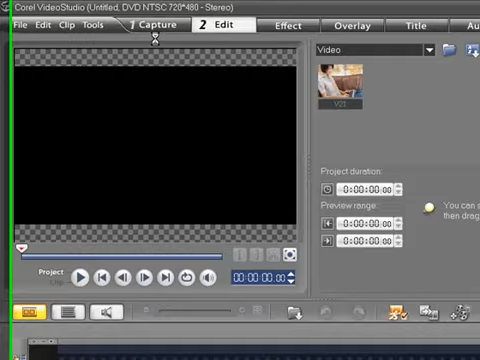 Corel VideoStudio (Untitled, DVD NTSC 720*480 - Stereo)
File Edit Clip Tools 1 Capture 2 Edit Effect Overlay Title Au
Video
V21
Project duration:
0:00:00:00
You can
then drag
Preview range:
0:00:00:00
0:00:00:00
Project
Clip
00:00:00.00